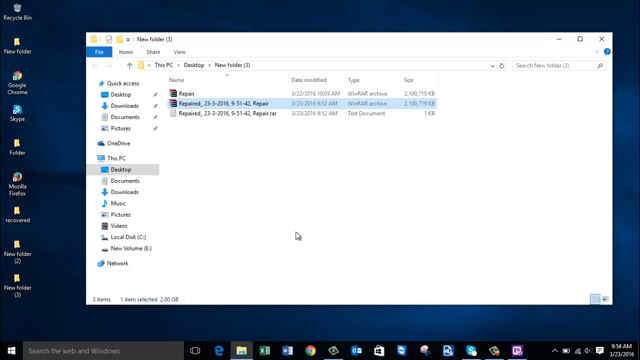 Recycle Bin
New folder
Google Chrome
Skype
Folder
Mozilla Firefox
recovered
New folder (2)
New folder (3)
New folder (3)
File
Home
Share
View
This PC
Desktop
New folder (3)
Search New folder (3)
Quick access
Desktop
Downloads
Documents
Pictures
OneDrive
This PC
Desktop
Documents
Downloads
Music
Pictures
Videos
Local Disk (C:)
New Volume (E:)
Network
Name Date modified Type Size
Repair 3/22/2016 10:05 AM WinRAR archive 2,100,719 KB
Repaired_ 23-3-2016, 9-51-42, Repair 3/23/2016 9:52 AM WinRAR archive 2,100,719 KB
Repaired_ 23-3-2016, 9-51-42, Repair.rar 3/23/2016 9:52 AM Text Document 1 KB
3 items 1 item selected 2.00 GB
Search the web and Windows
9:54 AM
3/23/2016